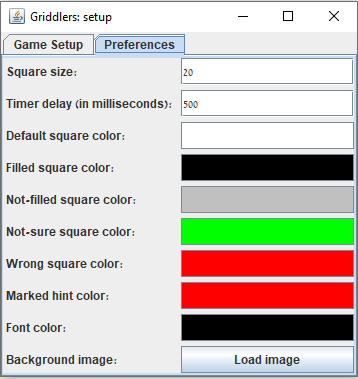 Griddlers: setup
Game Setup Preferences
Square size: 20
Timer delay (in milliseconds): 500
Default square color:
Filled square color:
Not-filled square color:
Not-sure square color:
Wrong square color:
Marked hint color:
Font color:
Background image: Load image